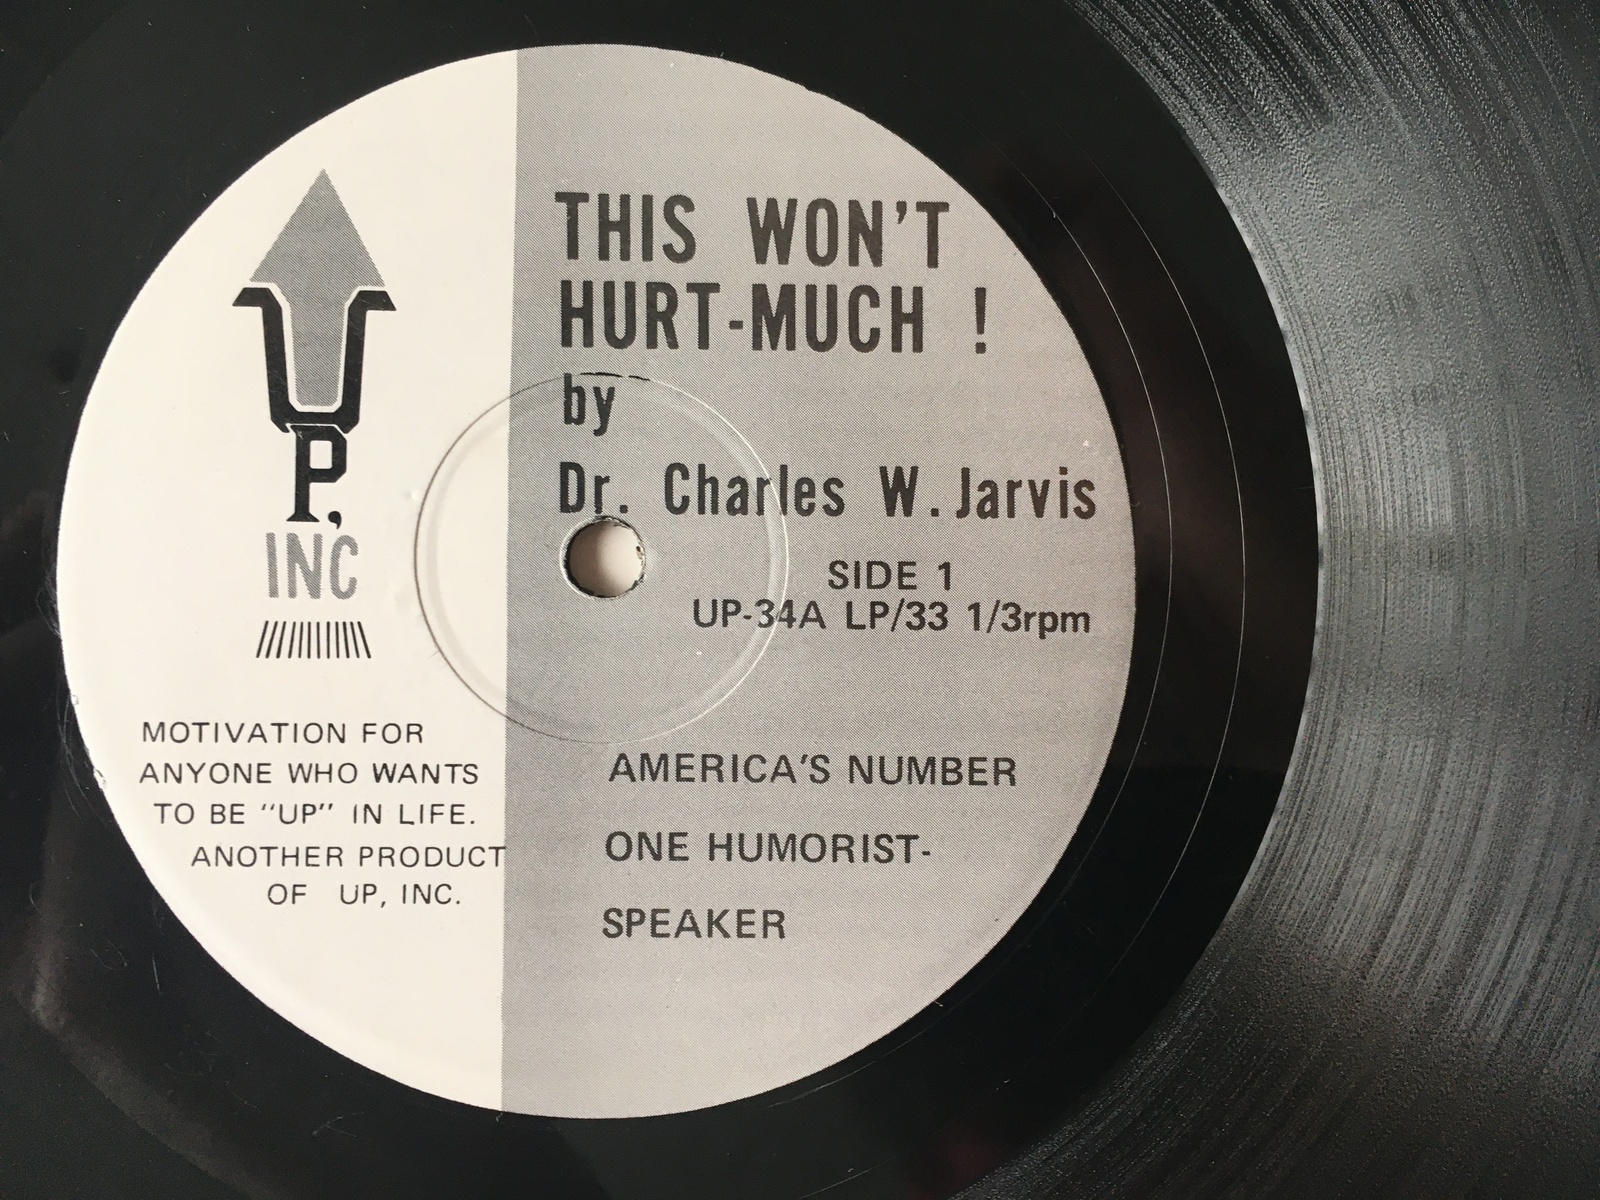 UP,
INC
MOTIVATION FOR
ANYONE WHO WANTS
TO BE "UP" IN LIFE.
ANOTHER PRODUCT
OF UP, INC.
THIS WON'T
HURT-MUCH !
by
Dr. Charles W. Jarvis
SIDE 1
UP-34A LP/33 1/3rpm
AMERICA'S NUMBER
ONE HUMORIST-
SPEAKER